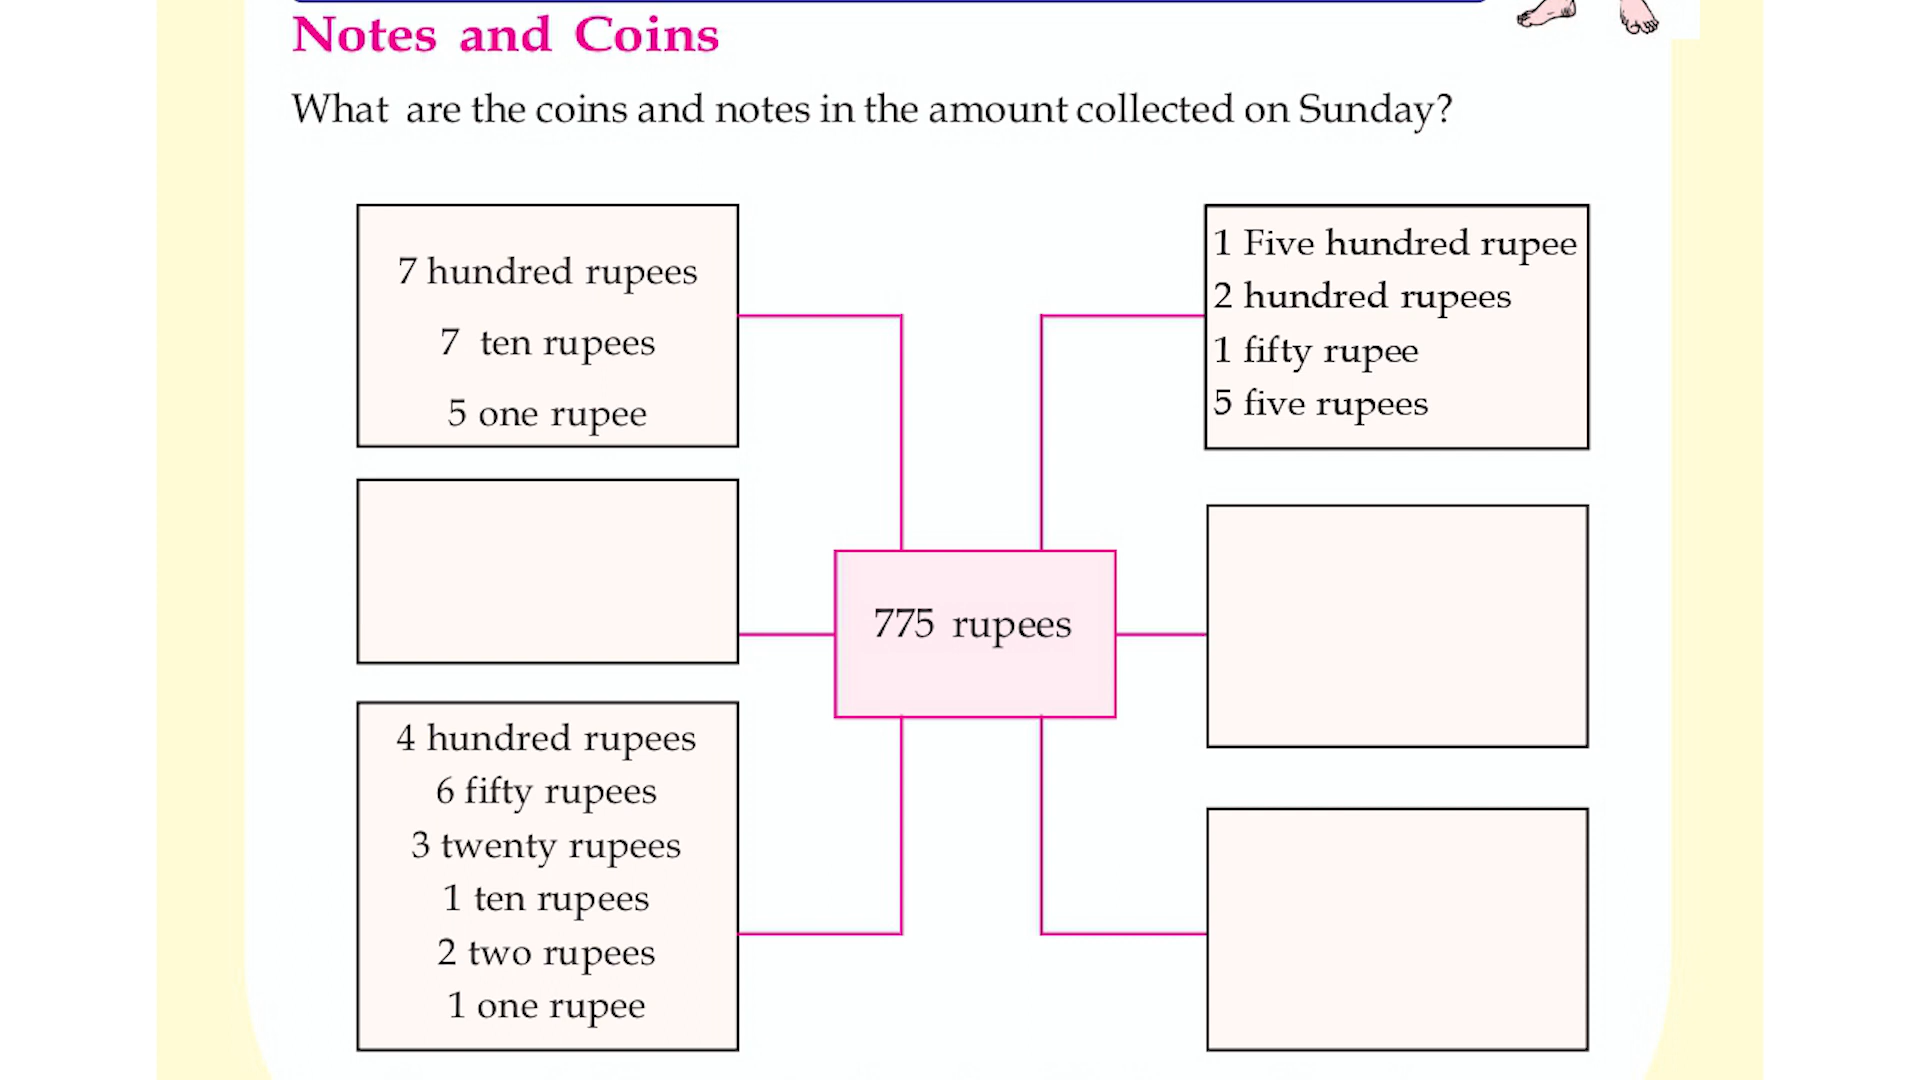 Notes and Coins
What are the coins and notes in the amount collected on Sunday?
7 hundred rupees
7 ten rupees
5 one rupee
1 Five hundred rupee
2 hundred rupees
1 fifty rupee
5 five rupees
775 rupees
4 hundred rupees
6 fifty rupees
3 twenty rupees
1 ten rupees
2 two rupees
1 one rupee